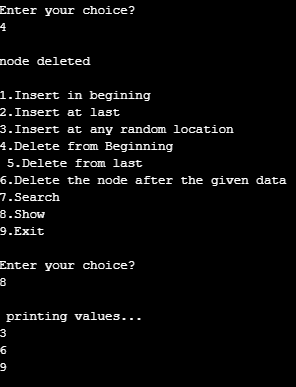 Enter your choice?
4
node deleted
1.Insert in begining
2.Insert at last
3.Insert at any random location
4.Delete from Beginning
5.Delete from last
6.Delete the node after the given data
7.Search
8.Show
9.Exit
Enter your choice?
8
printing values...
3
6
9